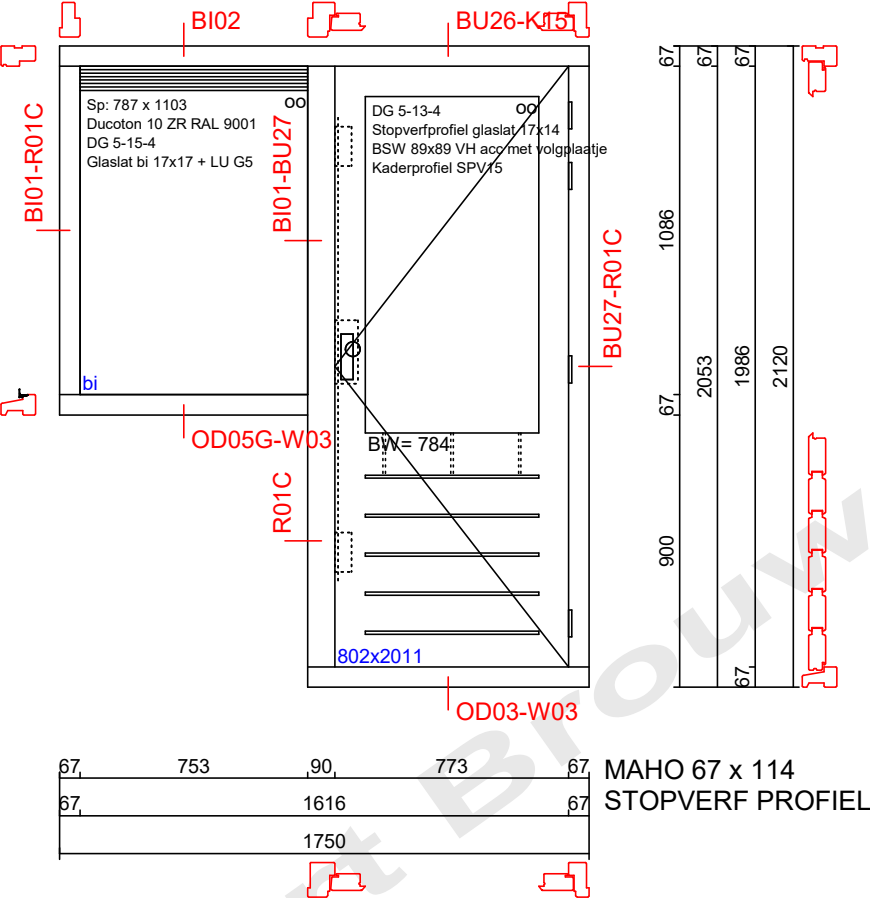 BI02
BU26-K15
Sp: 787 x 1103
Ducoton 10 ZR RAL 9001
DG 5-15-4
Glaslat bi 17x17 + LU G5
OO
DG 5-13-4
Stopverfprofiel glaslat 17x14
BSW 89x89 VH acc met volgplaatje
Kaderprofiel SPV15
OO
BI01-R01C
BI01-BU27
BU27-R01C
R01C
bi
OD05G-W03
BW= 784
802x2011
OD03-W03
67
1086
67
900
67
2053
67
1986
67
2120
67
753
90
773
67
67
1616
67
1750
MAHO 67 x 114
STOPVERF PROFIEL
rt Brouw